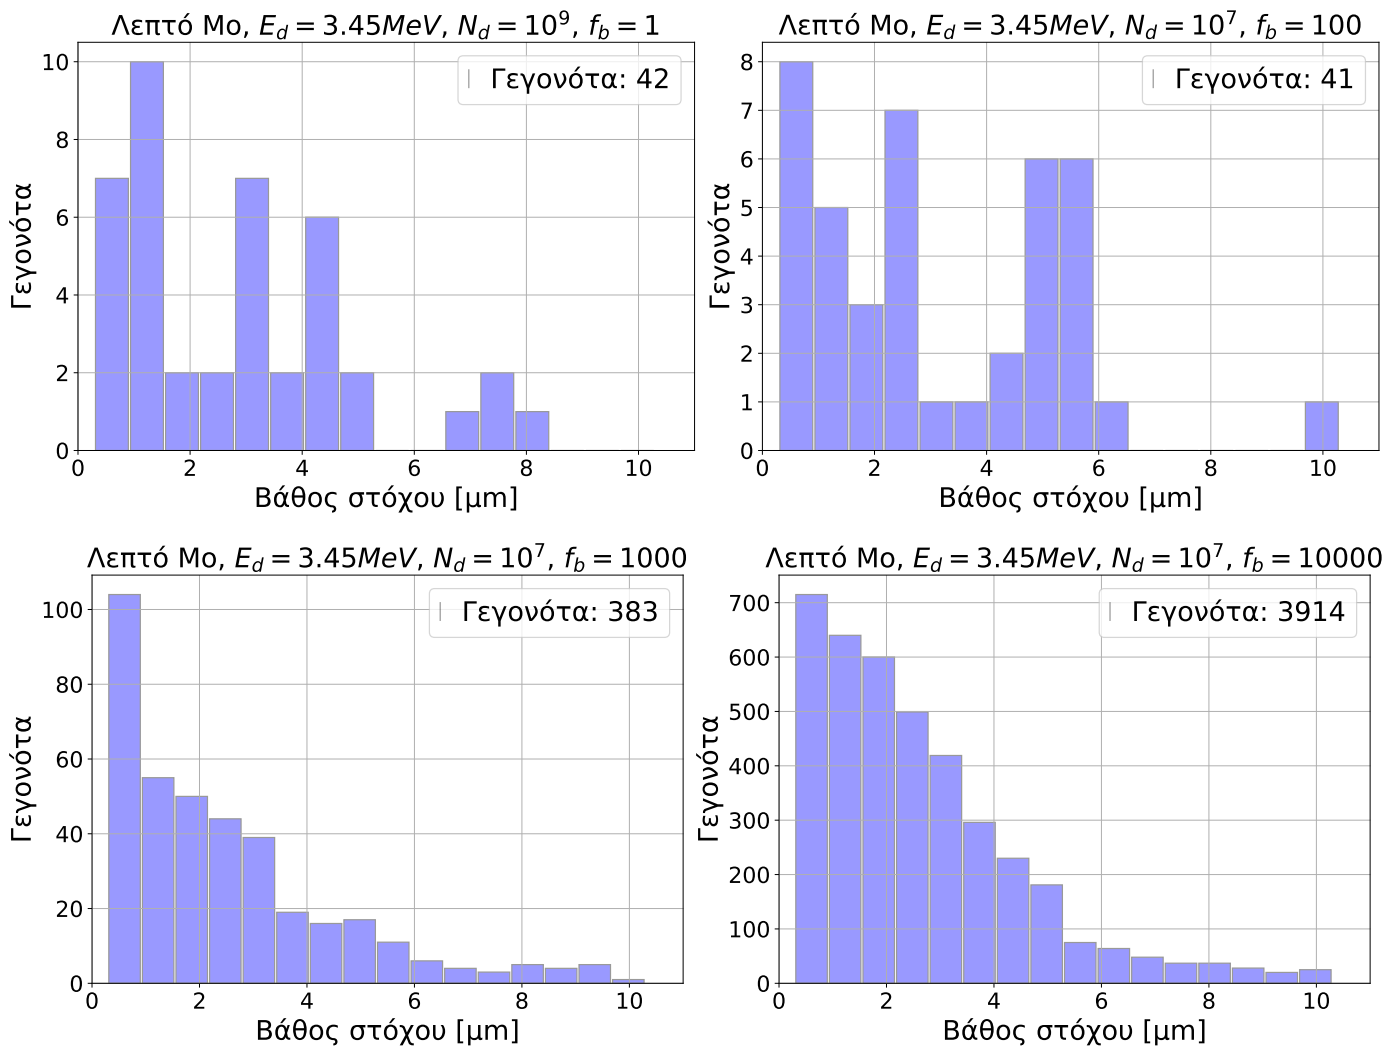 Λεπτό Mo, E_d = 3.45MeV, N_d = 10^9, f_b = 1
Γεγονότα: 42
Γεγονότα
10
8
6
4
2
0
0 2 4 6 8 10
Βάθος στόχου [μm]
Λεπτό Mo, E_d = 3.45MeV, N_d = 10^7, f_b = 100
Γεγονότα: 41
Γεγονότα
8
7
6
5
4
3
2
1
0
0 2 4 6 8 10
Βάθος στόχου [μm]
Λεπτό Mo, E_d = 3.45MeV, N_d = 10^7, f_b = 1000
Γεγονότα: 383
Γεγονότα
100
80
60
40
20
0
0 2 4 6 8 10
Βάθος στόχου [μm]
Λεπτό Mo, E_d = 3.45MeV, N_d = 10^7, f_b = 10000
Γεγονότα: 3914
Γεγονότα
700
600
500
400
300
200
100
0
0 2 4 6 8 10
Βάθος στόχου [μm]